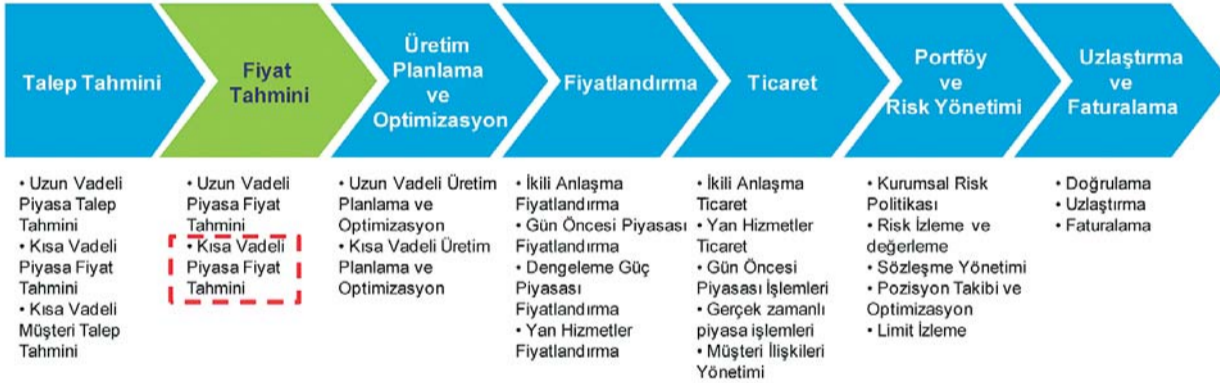 Talep Tahmini
Fiyat
Tahmini
Üretim
Planlama
ve
Optimizasyon
Fiyatlandırma
Ticaret
Portföy
ve
Risk Yönetimi
Uzlaştırma
ve
Faturalama
• Uzun Vadeli
Piyasa Talep
Tahmini
• Kısa Vadeli
Piyasa Fiyat
Tahmini
• Kısa Vadeli
Müşteri Talep
Tahmini
• Uzun Vadeli
Piyasa Fiyat
Tahmini
• Kısa Vadeli
Piyasa Fiyat
Tahmini
• Uzun Vadeli Üretim
Planlama ve
Optimizasyon
• Kısa Vadeli Üretim
Planlama ve
Optimizasyon
• İkili Anlaşma
Fiyatlandırma
• Gün Öncesi Piyasası
Fiyatlandırma
• Dengeleme Güç
Piyasası
Fiyatlandırma
• Yan Hizmetler
Fiyatlandırma
• İkili Anlaşma
Ticaret
• Yan Hizmetler
Ticaret
• Gün Öncesi
Piyasası İşlemleri
• Gerçek zamanlı
piyasa işlemleri
• Müşteri İlişkileri
Yönetimi
• Kurumsal Risk
Politikası
• Risk İzleme ve
değerleme
• Sözleşme Yönetimi
• Pozisyon Takibi ve
Optimizasyon
• Limit İzleme
• Doğrulama
• Uzlaştırma
• Faturalama